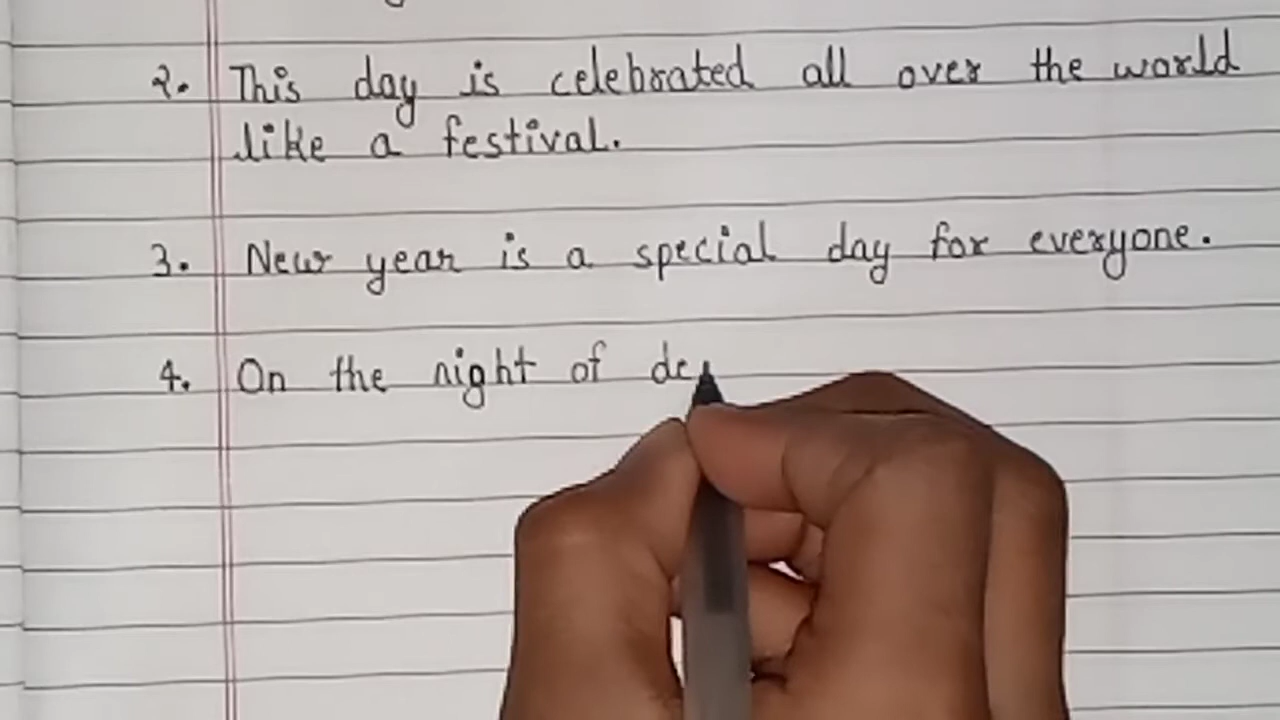 2. This day is celebrated all over the world
like a festival.
3. New year is a special day for everyone.
4. On the night of de